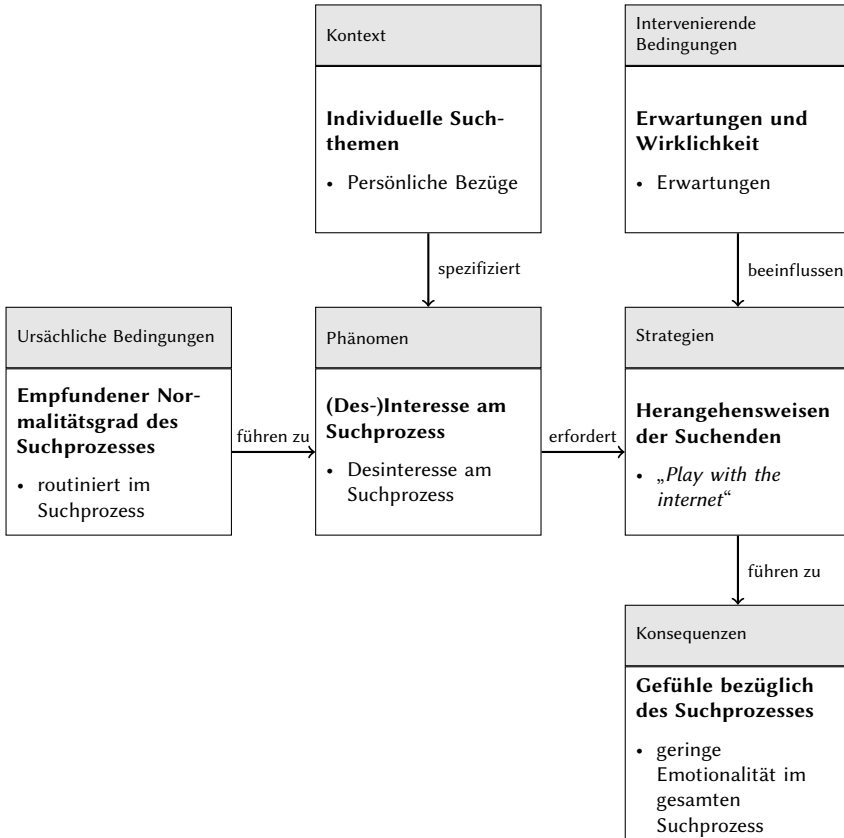 Kontext
Individuelle Such-
themen
• Persönliche Bezüge
Intervenierende
Bedingungen
Erwartungen und
Wirklichkeit
• Erwartungen
spezifiziert
beeinflussen
Ursächliche Bedingungen
Empfundener Nor-
malitätsgrad des
Suchprozesses
• routiniert im
Suchprozess
führen zu
Phänomen
(Des-)Interesse am
Suchprozess
• Desinteresse am
Suchprozess
erfordert
Strategien
Herangehensweisen
der Suchenden
• „Play with the
internet“
führen zu
Konsequenzen
Gefühle bezüglich
des Suchprozesses
• geringe
Emotionalität im
gesamten
Suchprozess